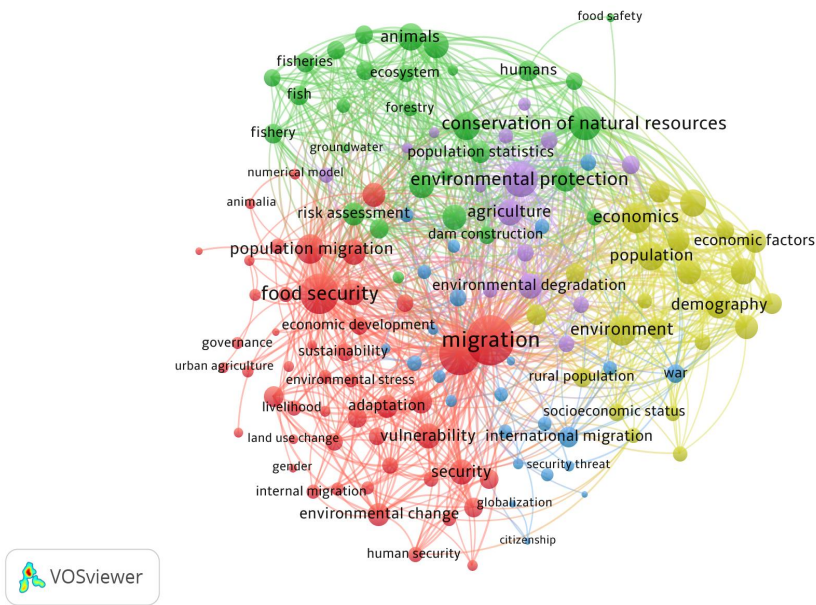 food safety
animals
fisheries
ecosystem
humans
fish
forestry
conservation of natural resources
fishery
groundwater
population statistics
numerical model
environmental protection
animalia
risk assessment
agriculture
economics
dam construction
economic factors
population migration
population
environmental degradation
food security
demography
economic development
environment
migration
governance
sustainability
urban agriculture
war
environmental stress
rural population
livelihood
adaptation
socioeconomic status
land use change
vulnerability
international migration
gender
security
security threat
internal migration
globalization
environmental change
citizenship
human security
VOSviewer